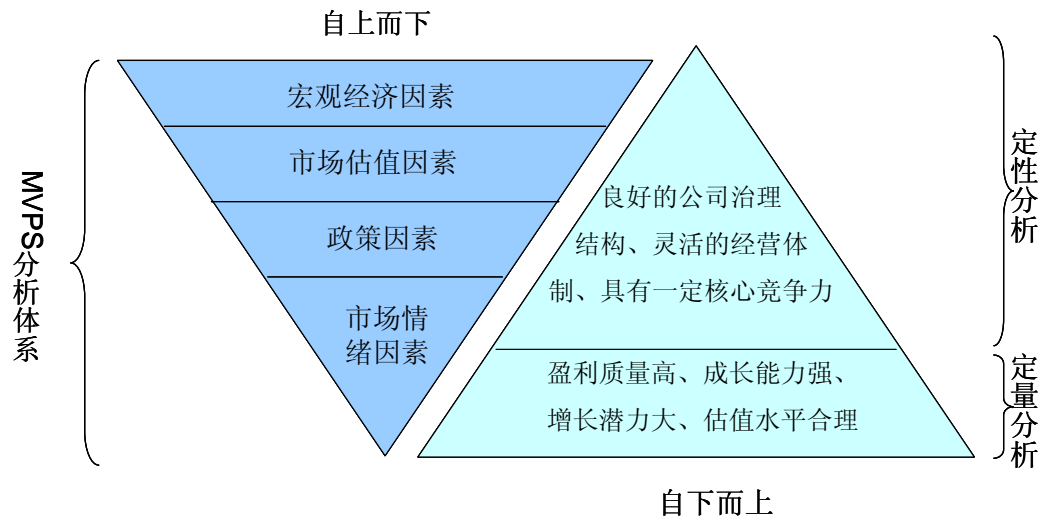 自上而下
宏观经济因素
市场估值因素
政策因素
市场情
绪因素
MVPS分析体系
良好的公司治理
结构、灵活的经营体
制、具有一定核心竞争力
盈利质量高、成长能力强、
增长潜力大、估值水平合理
定性分析
定量分析
自下而上